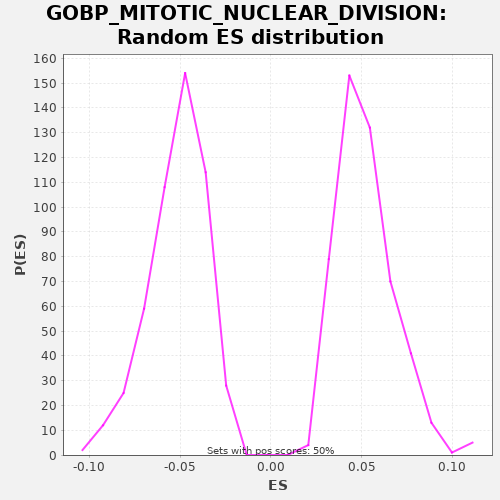 GOBP_MITOTIC_NUCLEAR_DIVISION:
Random ES distribution
160
150
140
130
120
110
100
90
80
70
60
50
40
30
20
10
0
P(ES)
Sets with pos scores: 50%
-0.10 -0.05 0.00 0.05 0.10
ES